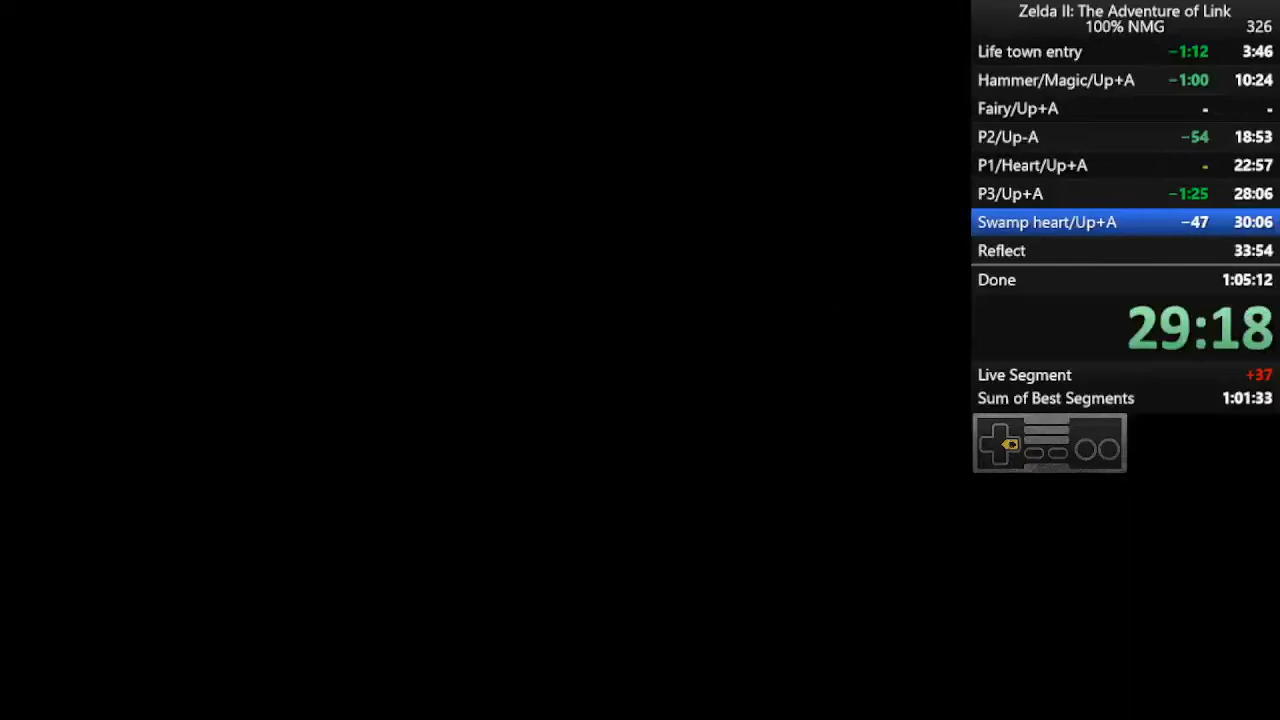 Zelda II: The Adventure of Link
100% NMG 326
Life town entry −1:12 3:46
Hammer/Magic/Up+A −1:00 10:24
Fairy/Up+A - -
P2/Up-A −54 18:53
P1/Heart/Up+A - 22:57
P3/Up+A −1:25 28:06
Swamp heart/Up+A −47 30:06
Reflect 33:54
Done 1:05:12
29:18
Live Segment +37
Sum of Best Segments 1:01:33